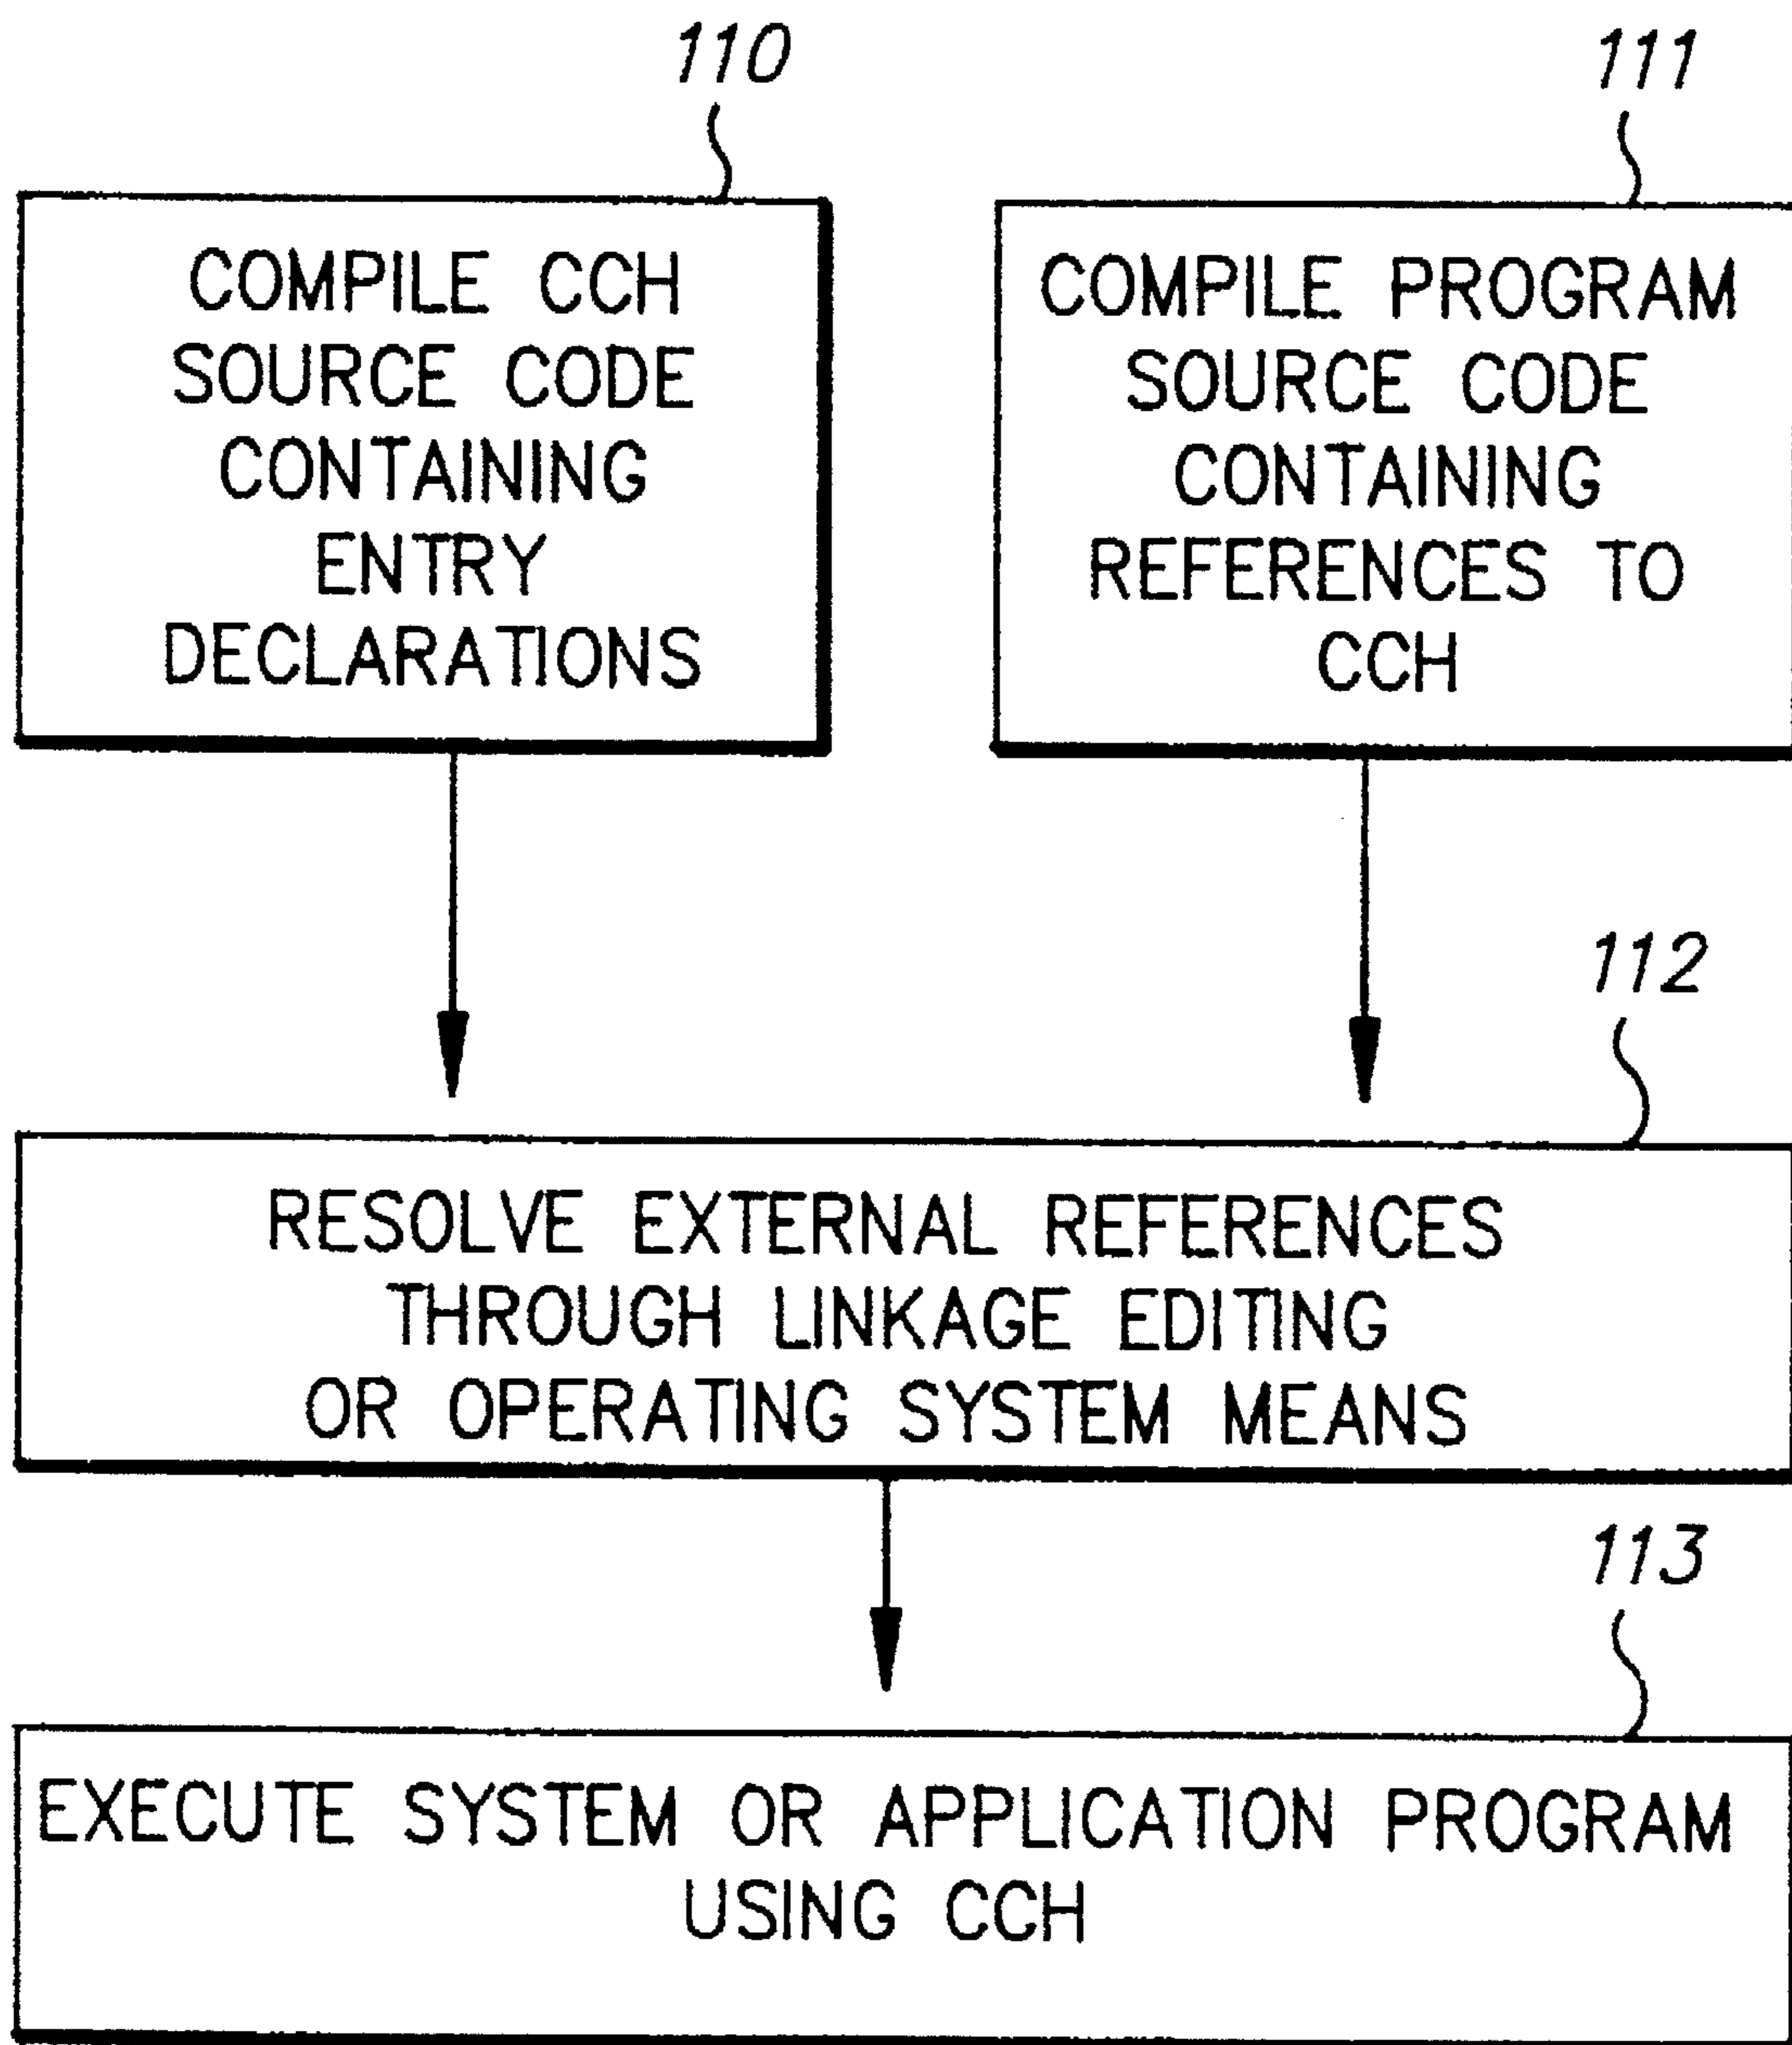 110
COMPILE CCH
SOURCE CODE
CONTAINING
ENTRY
DECLARATIONS
111
COMPILE PROGRAM
SOURCE CODE
CONTAINING
REFERENCES TO
CCH
112
RESOLVE EXTERNAL REFERENCES
THROUGH LINKAGE EDITING
OR OPERATING SYSTEM MEANS
113
EXECUTE SYSTEM OR APPLICATION PROGRAM
USING CCH